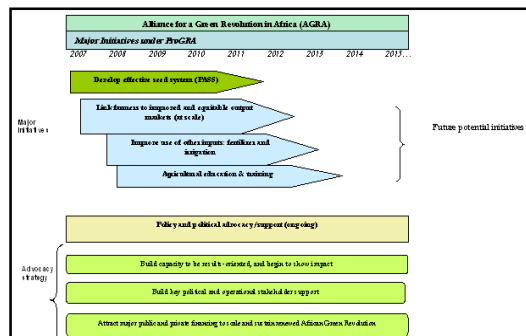 Alliance for a Green Revolution in Africa (AGRA)
Major Initiatives under ProGRA
2007 2008 2009 2010 2011 2012 2013 2014 2015...
Develop effective seed system (PASS)
Link farmers to improved and equitable output
markets (at scale)
Major
Initiatives
Future potential initiatives
Improve use of other inputs: fertilizer and
irrigation
Agricultural education & training
Policy and political advocacy/support (ongoing)
Advocacy
strategy
Build capacity to be results-oriented, and begin to show impact
Build key political and operational stakeholder support
Attract major public and private financing to scale and sustain renewed African Green Revolution